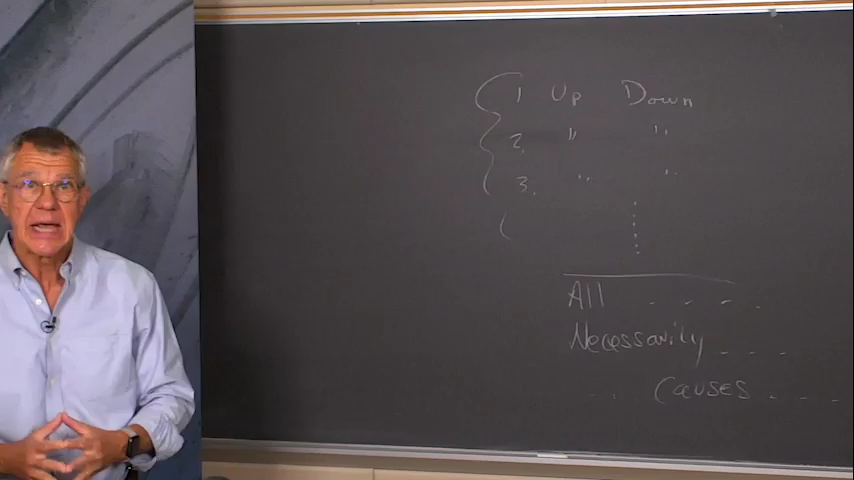 1 Up Down
2. " "
3. " "
All ....
Necessarily ...
.. Causes ....